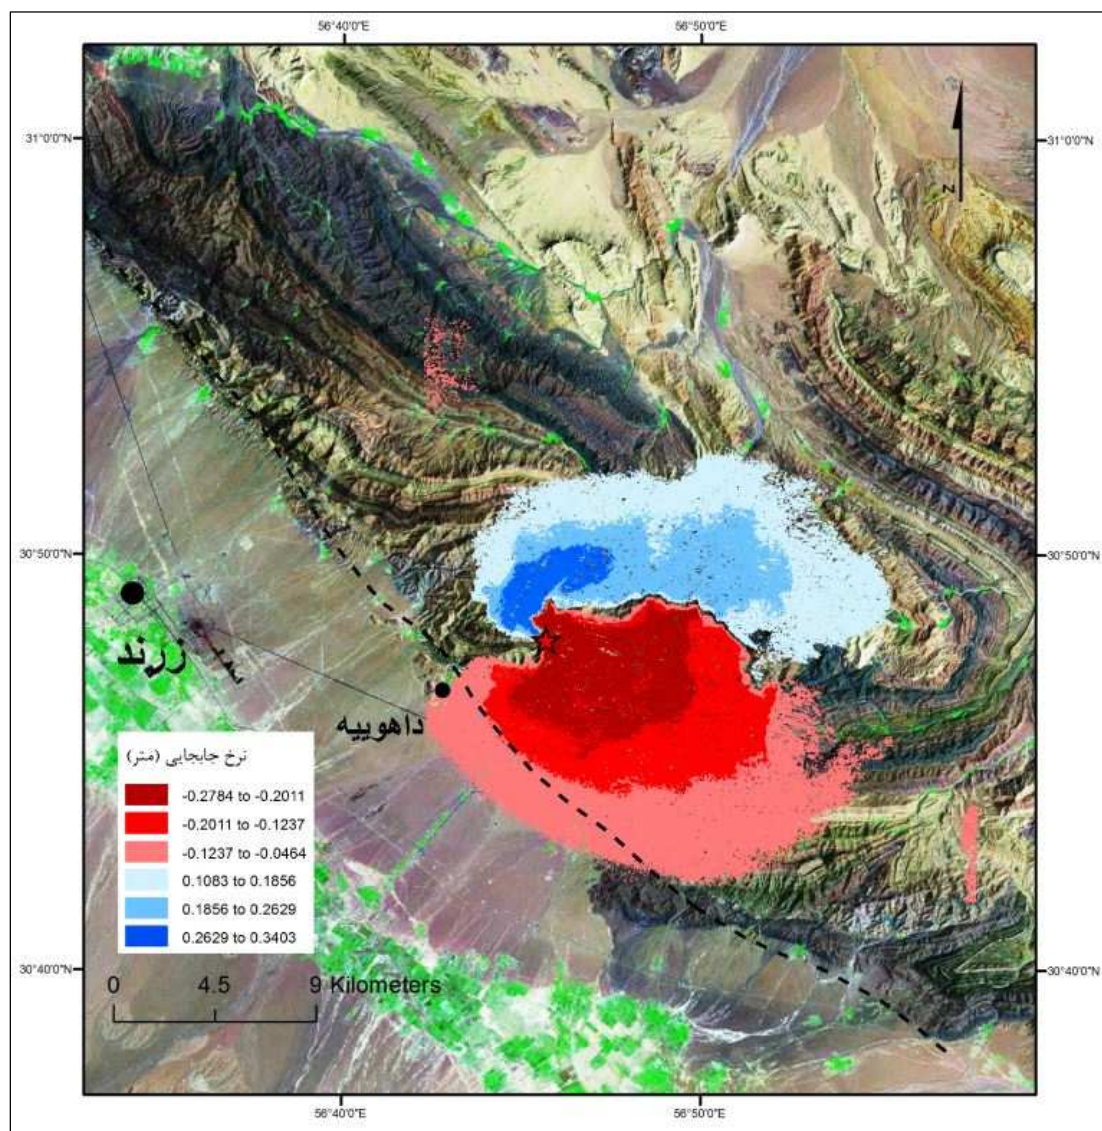 56°40'0"E
56°50'0"E
31°0'0"N
31°0'0"N
N
30°50'0"N
30°50'0"N
زرند
داهوییه
نرخ جابجایی (متر)
-0.2784 to -0.2011
-0.2011 to -0.1237
-0.1237 to -0.0464
0.1083 to 0.1856
0.1856 to 0.2629
0.2629 to 0.3403
30°40'0"N
30°40'0"N
0 4.5 9 Kilometers
56°40'0"E
56°50'0"E